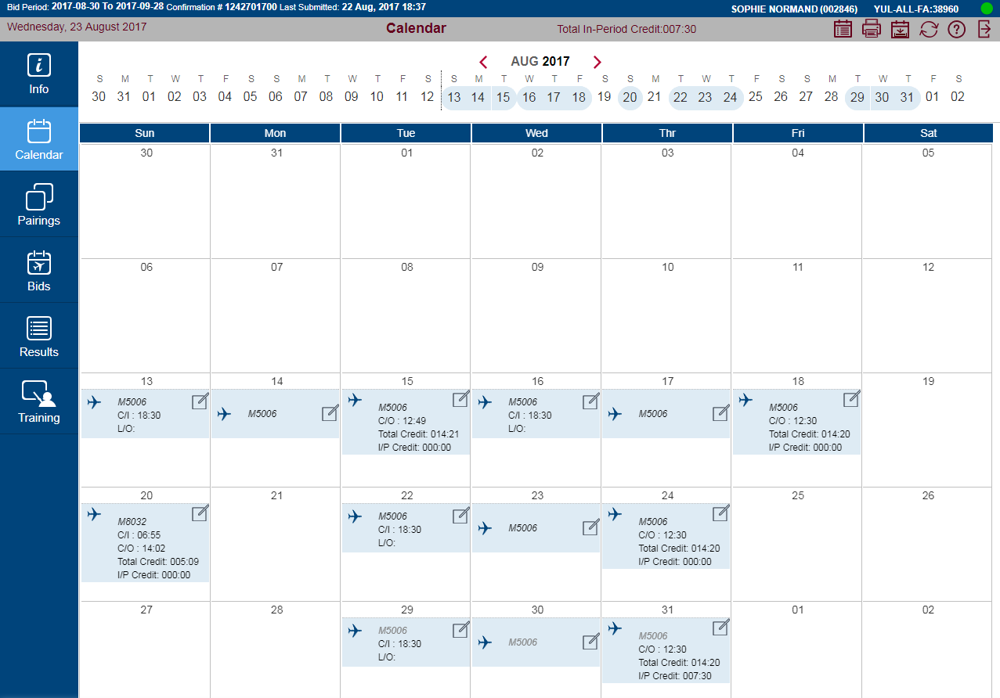 Bid Period: 2017-08-30 To 2017-09-28 Confirmation # 1242701700 Last Submitted: 22 Aug, 2017 18:37
SOPHIE NORMAND (002846) YUL-ALL-FA:38960
Wednesday, 23 August 2017
Calendar
Total In-Period Credit:007:30
Info
Calendar
Pairings
Bids
Results
Training
AUG 2017
S M T W T F S S M T W T F S S M T W T F S S M T W T F S S M T W T F S
30 31 01 02 03 04 05 06 07 08 09 10 11 12 13 14 15 16 17 18 19 20 21 22 23 24 25 26 27 28 29 30 31 01 02
Sun Mon Tue Wed Thr Fri Sat
30 31 01 02 03 04 05
06 07 08 09 10 11 12
13
M5006
C/I : 18:30
L/O:
14
M5006
15
M5006
C/O : 12:49
Total Credit: 014:21
I/P Credit: 000:00
16
M5006
C/I : 18:30
L/O:
17
M5006
18
M5006
C/O : 12:30
Total Credit: 014:20
I/P Credit: 000:00
19
20
M8032
C/I : 06:55
C/O : 14:02
Total Credit: 005:09
I/P Credit: 000:00
21
22
M5006
C/I : 18:30
L/O:
23
M5006
24
M5006
C/O : 12:30
Total Credit: 014:20
I/P Credit: 000:00
25
26
27
28
29
M5006
C/I : 18:30
L/O:
30
M5006
31
M5006
C/O : 12:30
Total Credit: 014:20
I/P Credit: 007:30
01
02